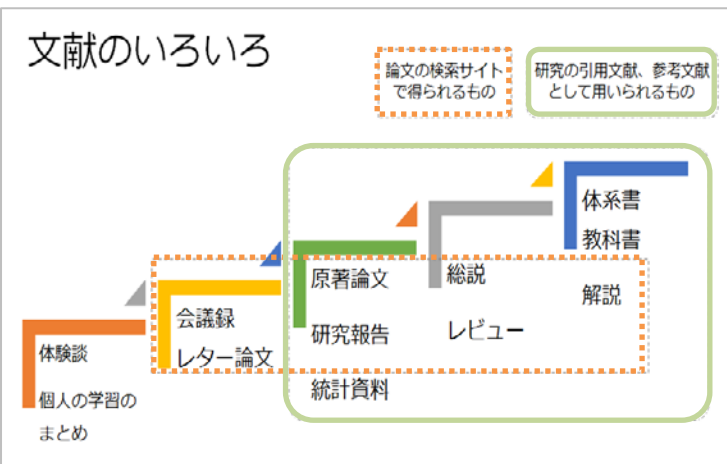 文献のいろいろ
論文の検索サイト
で得られるもの
研究の引用文献、参考文献
として用いられるもの
体験談
個人の学習の
まとめ
会議録
レター論文
原著論文
研究報告
統計資料
総説
レビュー
体系書
教科書
解説